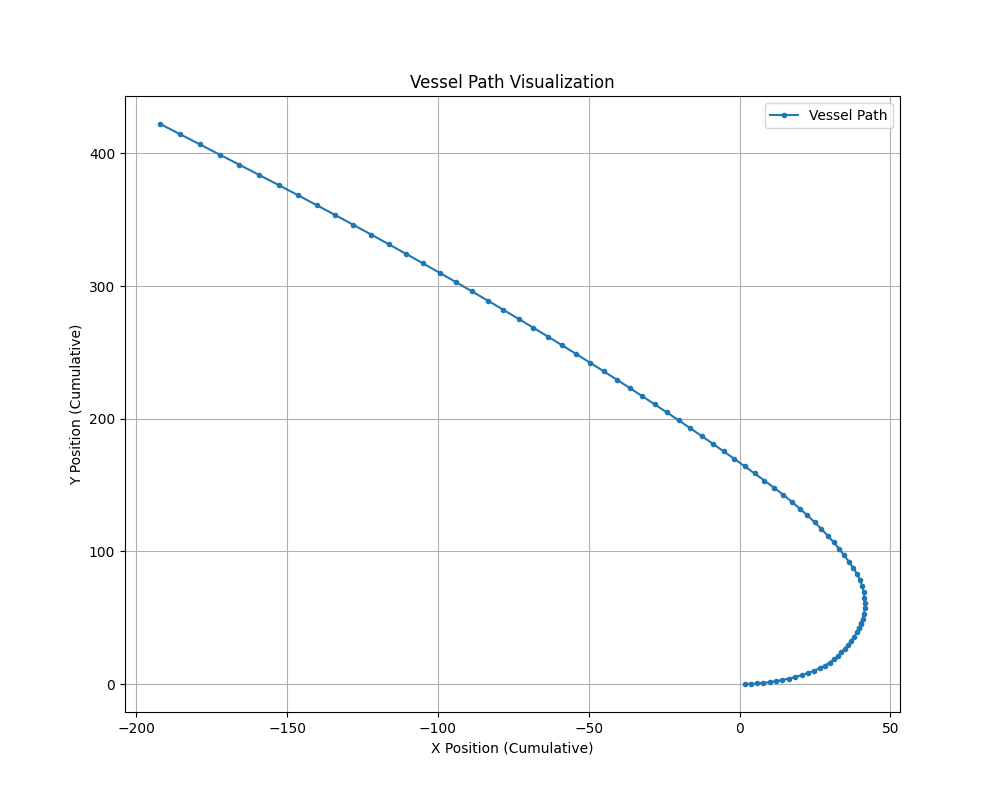 Vessel Path Visualization
Vessel Path
Y Position (Cumulative)
400
300
200
100
0
−200
−150
−100
−50
0
50
X Position (Cumulative)